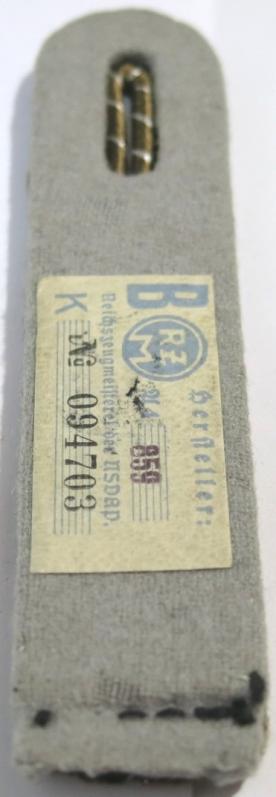 Hersteller:
B RZM 859
Reichszeugmeisterei der NSDAP.
K № 094703